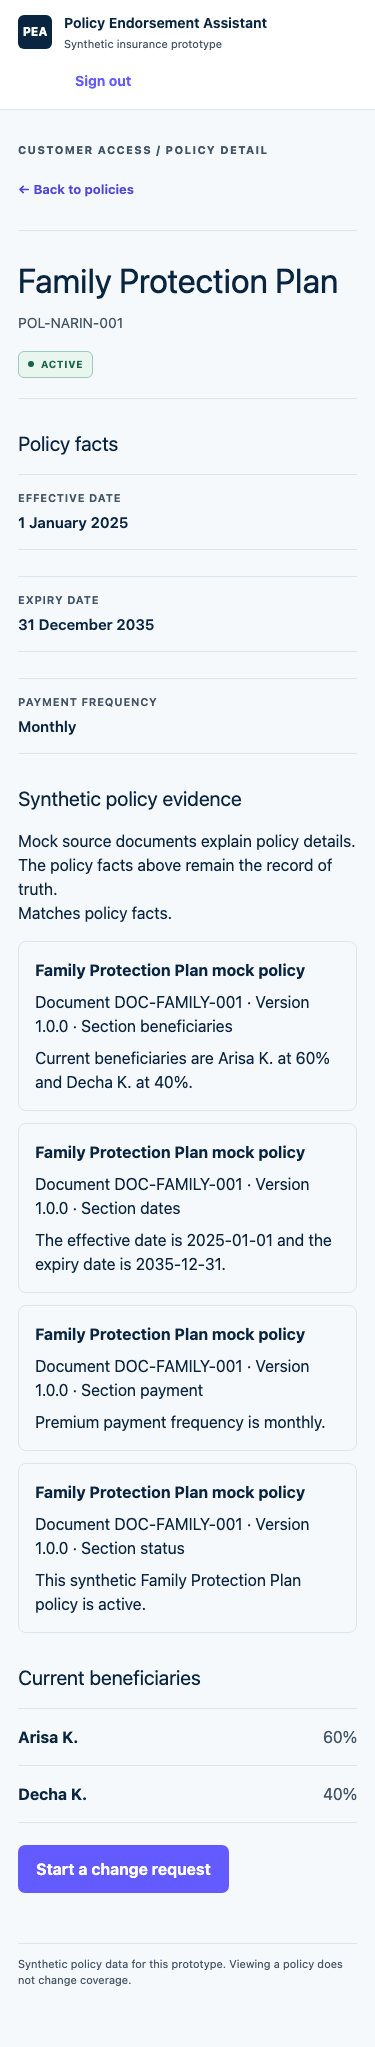 PEA
Policy Endorsement Assistant
Synthetic insurance prototype
Sign out
CUSTOMER ACCESS / POLICY DETAIL
← Back to policies
Family Protection Plan
POL-NARIN-001
ACTIVE
Policy facts
EFFECTIVE DATE
1 January 2025
EXPIRY DATE
31 December 2035
PAYMENT FREQUENCY
Monthly
Synthetic policy evidence
Mock source documents explain policy details.
The policy facts above remain the record of
truth.
Matches policy facts.
Family Protection Plan mock policy
Document DOC-FAMILY-001 · Version
1.0.0 · Section beneficiaries
Current beneficiaries are Arisa K. at 60%
and Decha K. at 40%.
Family Protection Plan mock policy
Document DOC-FAMILY-001 · Version
1.0.0 · Section dates
The effective date is 2025-01-01 and the
expiry date is 2035-12-31.
Family Protection Plan mock policy
Document DOC-FAMILY-001 · Version
1.0.0 · Section payment
Premium payment frequency is monthly.
Family Protection Plan mock policy
Document DOC-FAMILY-001 · Version
1.0.0 · Section status
This synthetic Family Protection Plan
policy is active.
Current beneficiaries
Arisa K. 60%
Decha K. 40%
Start a change request
Synthetic policy data for this prototype. Viewing a policy does
not change coverage.